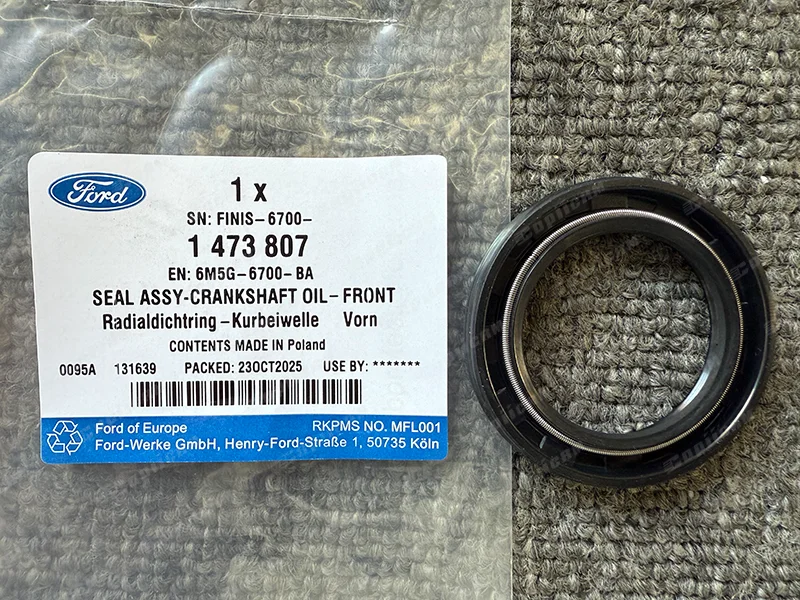 Ford
1 x
SN: FINIS-6700-
1 473 807
EN: 6M5G-6700-BA
SEAL ASSY-CRANKSHAFT OIL-FRONT
Radialdichtring-Kurbeiwelle Vorn
CONTENTS MADE IN Poland
0095A 131639 PACKED: 23OCT2025 USE BY: *******
Ford of Europe RKPMS NO. MFL001
Ford-Werke GmbH, Henry-Ford-Straße 1, 50735 Köln